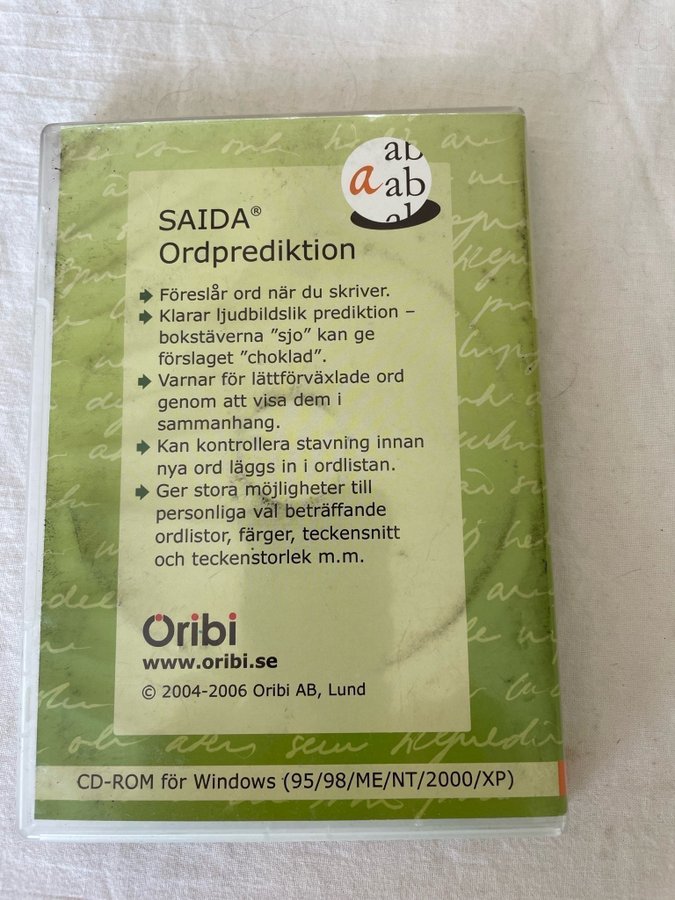 ab
a ab
SAIDA®
Ordprediktion
Föreslår ord när du skriver.
Klarar ljudbildslik prediktion –
bokstäverna ”sjo” kan ge
förslaget ”choklad”.
Varnar för lättförväxlade ord
genom att visa dem i
sammanhang.
Kan kontrollera stavning innan
nya ord läggs in i ordlistan.
Ger stora möjligheter till
personliga val beträffande
ordlistor, färger, teckensnitt
och teckenstorlek m.m.
Oribi
www.oribi.se
© 2004-2006 Oribi AB, Lund
CD-ROM för Windows (95/98/ME/NT/2000/XP)